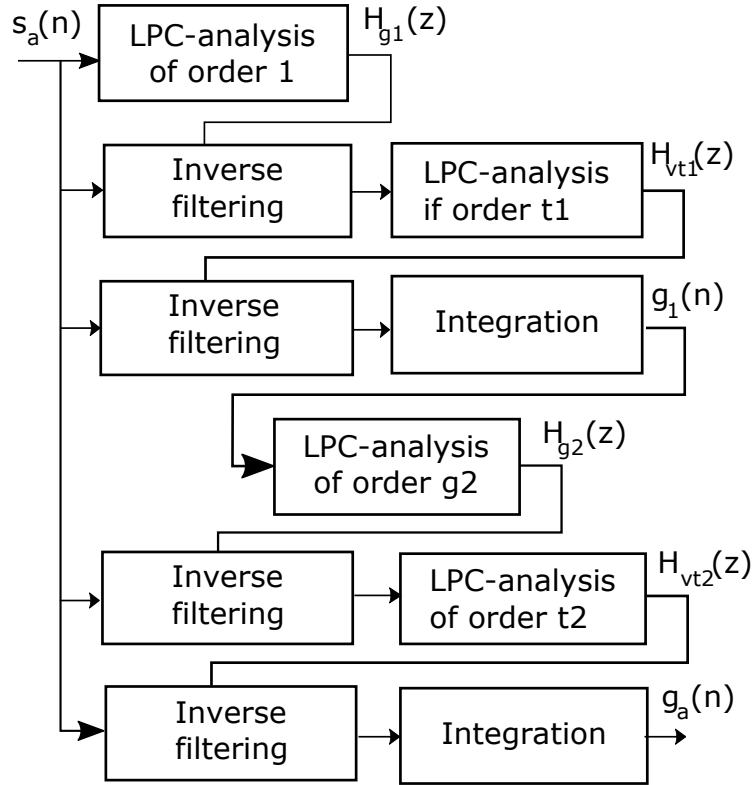 s_a(n)
LPC-analysis
of order 1
H_g1(z)
Inverse
filtering
LPC-analysis
if order t1
H_vt1(z)
Inverse
filtering
Integration
g_1(n)
LPC-analysis
of order g2
H_g2(z)
Inverse
filtering
LPC-analysis
of order t2
H_vt2(z)
Inverse
filtering
Integration
g_a(n)